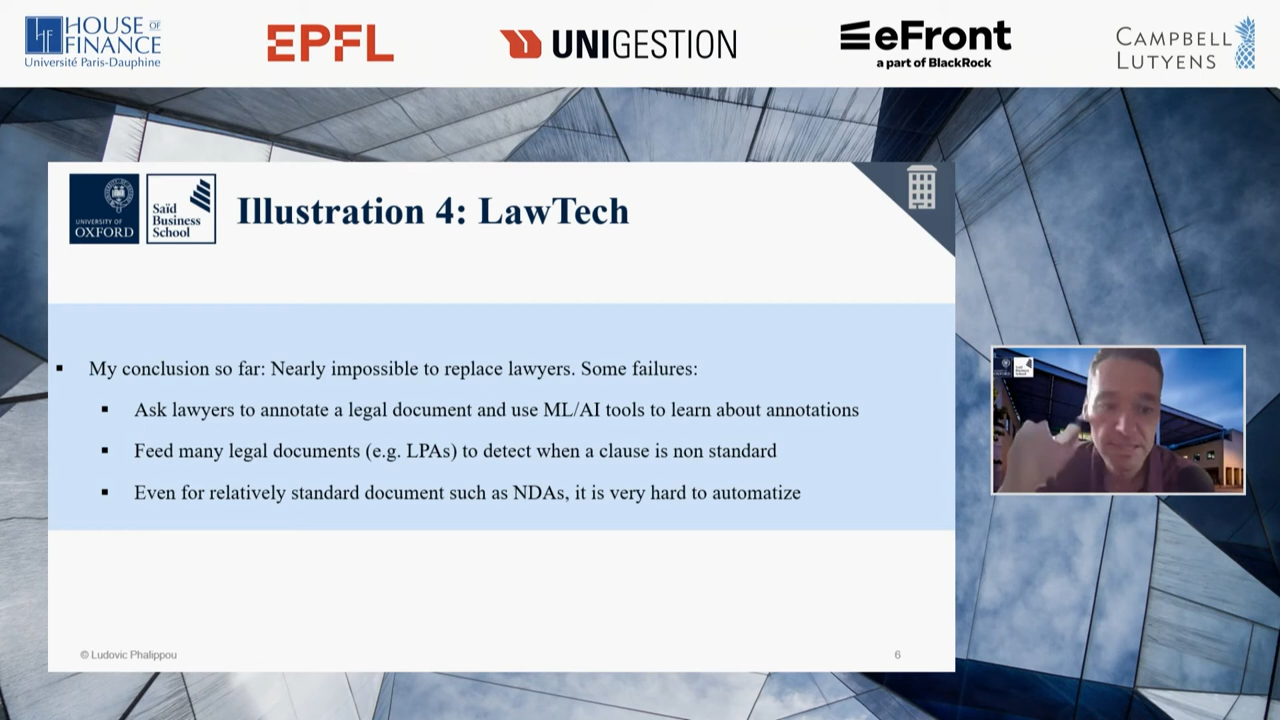 HOUSE OF
FINANCE
Université Paris-Dauphine
EPFL
UNIGESTION
eFront
a part of BlackRock
CAMPBELL
LUTYENS
UNIVERSITY OF
OXFORD
Saïd
Business
School
Illustration 4: LawTech
▪ My conclusion so far: Nearly impossible to replace lawyers. Some failures:
▪ Ask lawyers to annotate a legal document and use ML/AI tools to learn about annotations
▪ Feed many legal documents (e.g. LPAs) to detect when a clause is non standard
▪ Even for relatively standard document such as NDAs, it is very hard to automatize
© Ludovic Phalippou
6